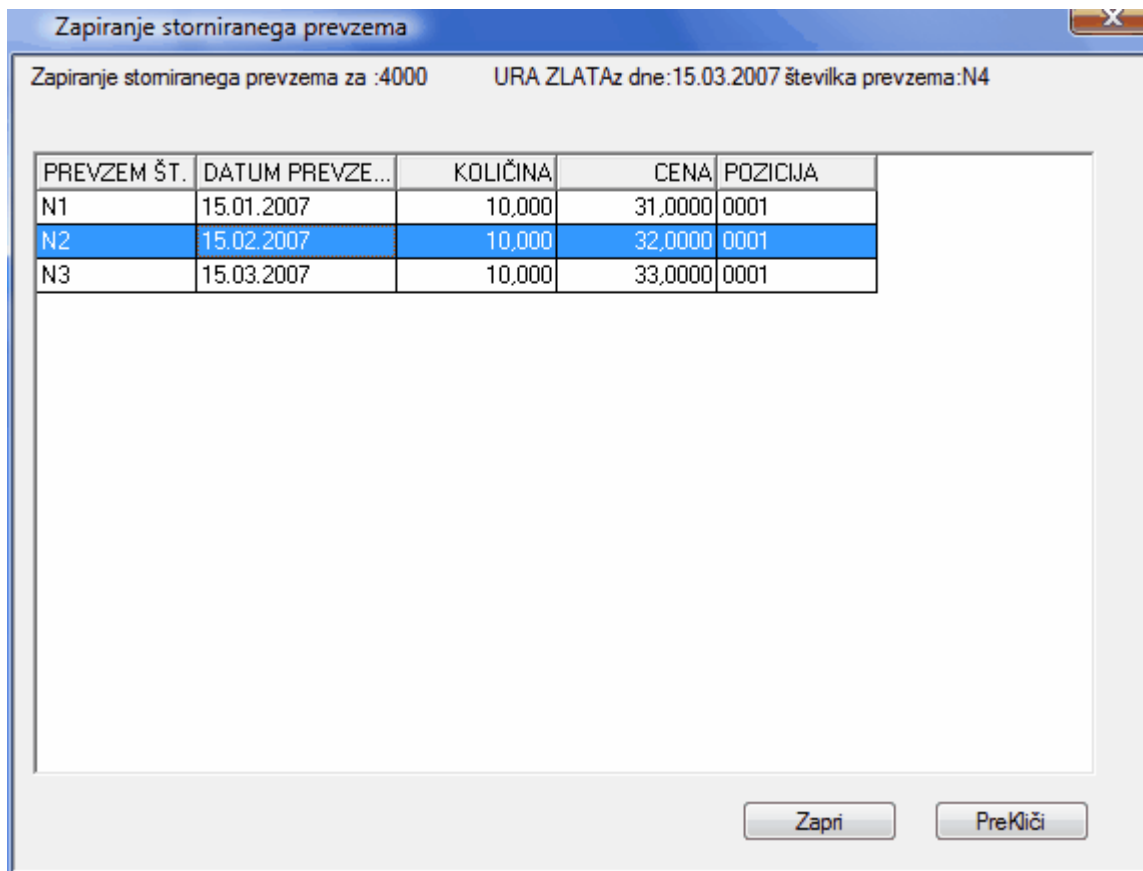 Zapiranje storniranega prevzema
Zapiranje storniranega prevzema za :4000 URA ZLATAz dne:15.03.2007 številka prevzema:N4
PREVZEM ŠT. DATUM PREVZE... KOLIČINA CENA POZICIJA
N1 15.01.2007 10,000 31,0000 0001
N2 15.02.2007 10,000 32,0000 0001
N3 15.03.2007 10,000 33,0000 0001
Zapri PreKliči